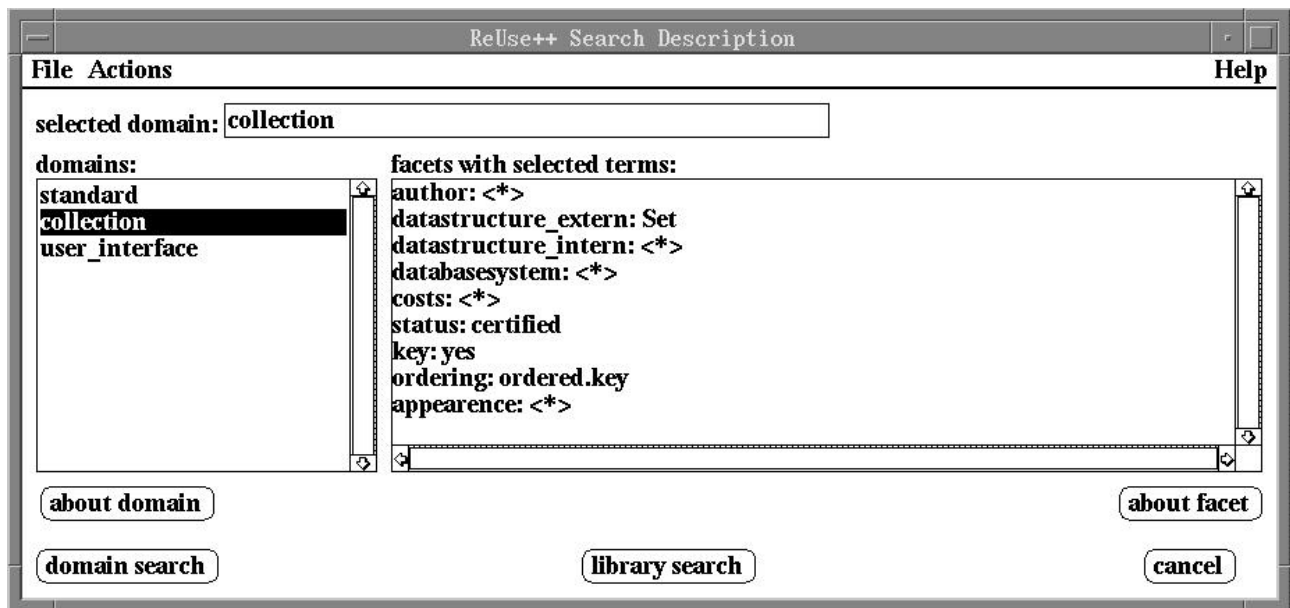 ReUse++ Search Description
File Actions Help
selected domain: collection
domains:
standard
collection
user_interface
facets with selected terms:
author: <*>
datastructure_extern: Set
datastructure_intern: <*>
databasesystem: <*>
costs: <*>
status: certified
key: yes
ordering: ordered.key
appearence: <*>
about domain about facet
domain search library search cancel